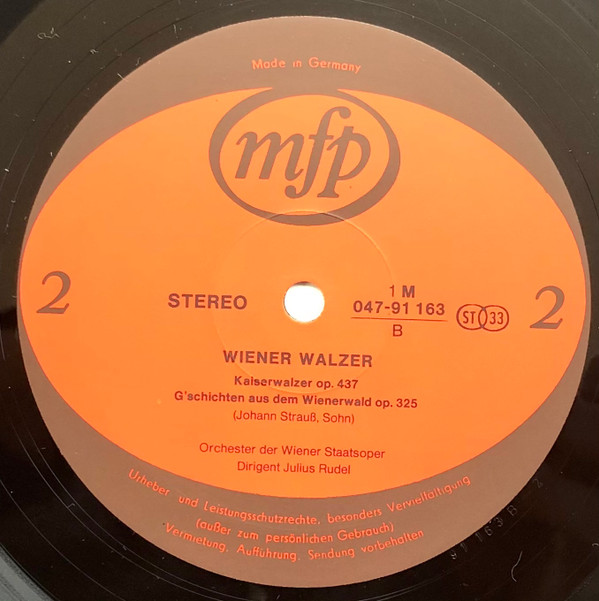 Made in Germany
mfp
2
STEREO
1 M
047-91 163
B
ST 33
2
WIENER WALZER
Kaiserwalzer op. 437
G'schichten aus dem Wienerwald op. 325
(Johann Strauß, Sohn)
Orchester der Wiener Staatsoper
Dirigent Julius Rudel
Urheber- und Leistungsschutzrechte, besonders Vervielfältigung
(außer zum persönlichen Gebrauch)
Vermietung, Aufführung, Sendung vorbehalten